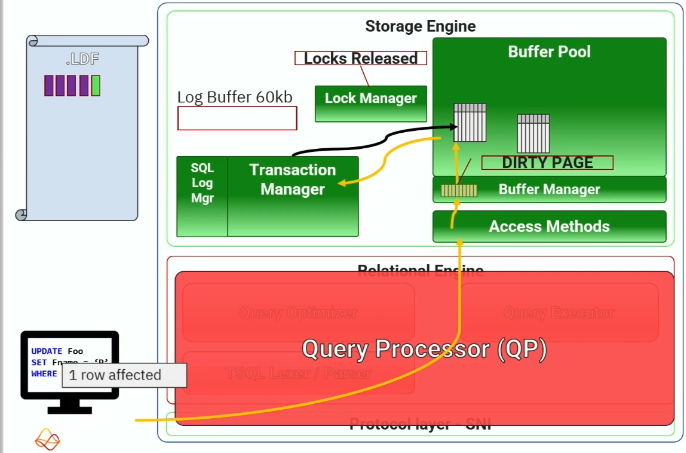 Storage Engine
.LDF
Buffer Pool
Locks Released
Log Buffer 60kb
Lock Manager
SQL
Log
Mgr
Transaction
Manager
DIRTY PAGE
Buffer Manager
Access Methods
Relational Engine
Query Optimizer
Query Executor
Query Processor (QP)
TSQL Lexer / Parser
UPDATE Foo
SET Fname =
WHERE
1 row affected
Protocol layer - SNI